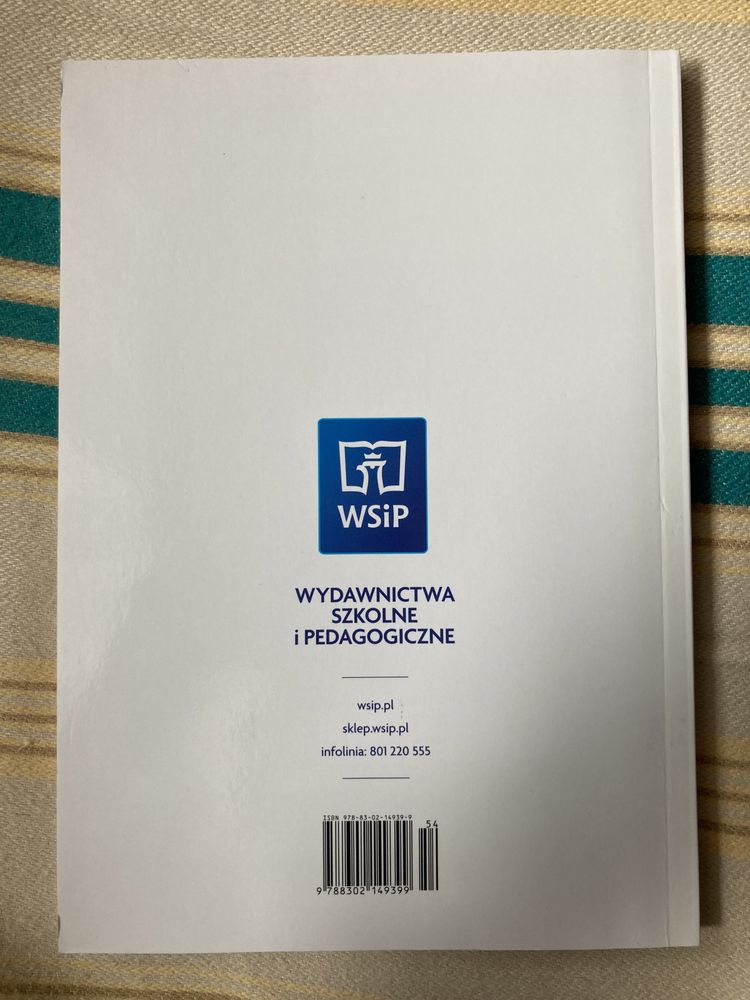 WSiP
WYDAWNICTWA
SZKOLNE
i PEDAGOGICZNE
wsip.pl
sklep.wsip.pl
infolinia: 801 220 555
ISBN 978-83-02-14939-9
54
9 788302 149399